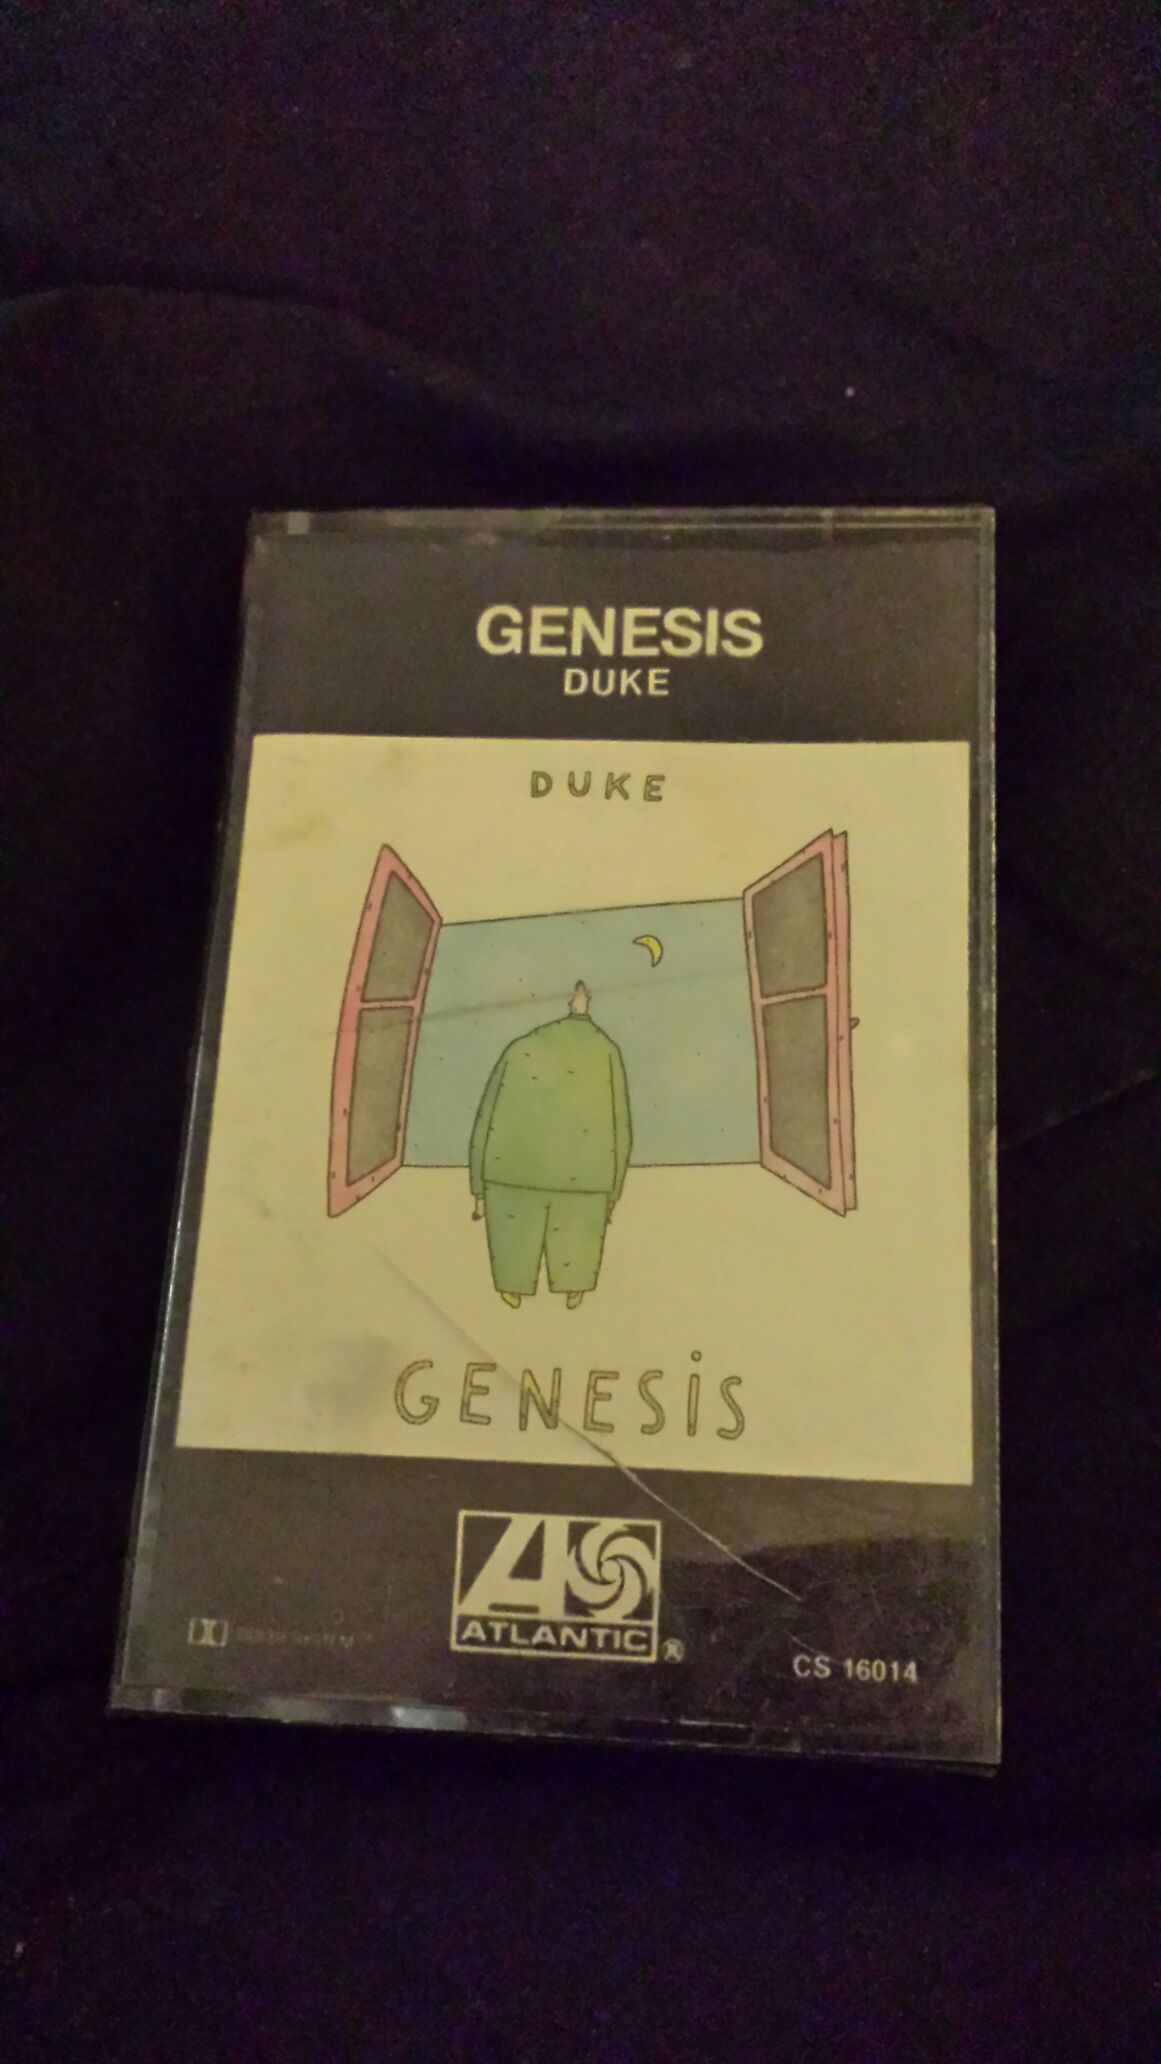 GENESIS
DUKE
DUKE
GENESiS
ATLANTIC ®
CS 16014